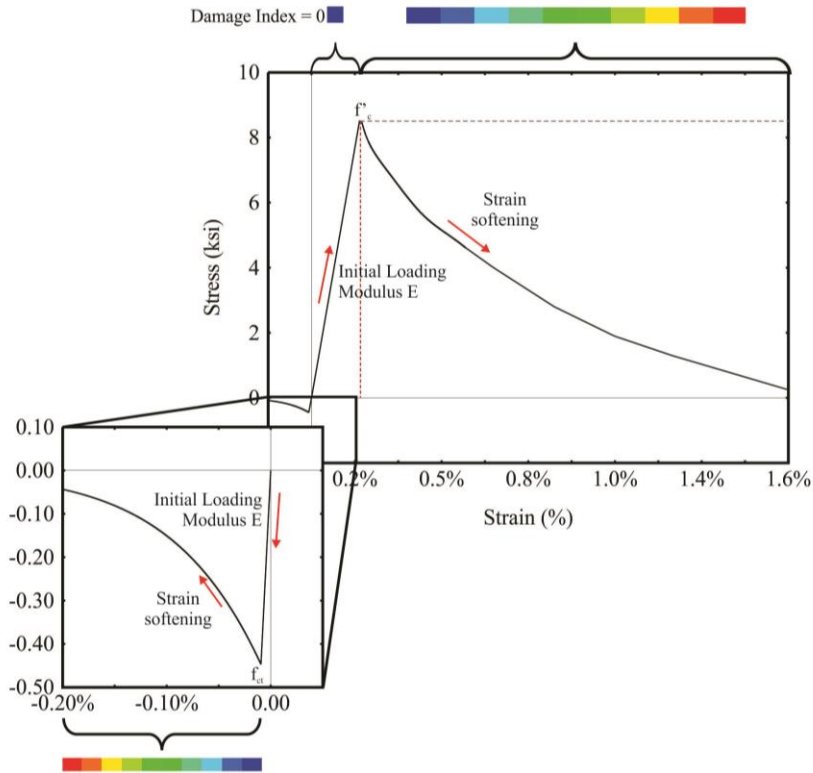 Damage Index = 0
10
f'c
8
Strain
softening
6
Stress (ksi)
4
Initial Loading
Modulus E
2
0
0.2%
0.5%
0.8%
1.0%
1.4%
1.6%
Strain (%)
0.10
0.00
Initial Loading
Modulus E
-0.10
-0.20
-0.30
Strain
softening
-0.40
fct
-0.50
-0.20%
-0.10%
0.00